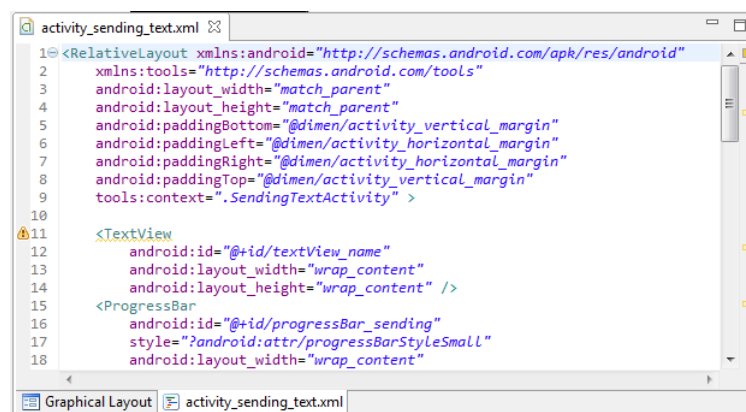 activity_sending_text.xml
1 <RelativeLayout xmlns:android="http://schemas.android.com/apk/res/android"
2 xmlns:tools="http://schemas.android.com/tools"
3 android:layout_width="match_parent"
4 android:layout_height="match_parent"
5 android:paddingBottom="@dimen/activity_vertical_margin"
6 android:paddingLeft="@dimen/activity_horizontal_margin"
7 android:paddingRight="@dimen/activity_horizontal_margin"
8 android:paddingTop="@dimen/activity_vertical_margin"
9 tools:context=".SendingTextActivity" >
10
11 <TextView
12 android:id="@+id/textView_name"
13 android:layout_width="wrap_content"
14 android:layout_height="wrap_content" />
15 <ProgressBar
16 android:id="@+id/progressBar_sending"
17 style="?android:attr/progressBarStyleSmall"
18 android:layout_width="wrap_content"
Graphical Layout activity_sending_text.xml